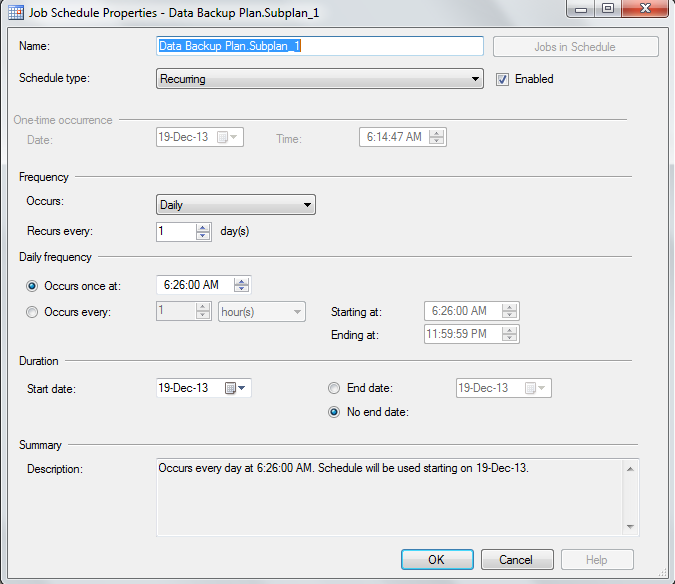 Job Schedule Properties - Data Backup Plan.Subplan_1
Name: Data Backup Plan.Subplan_1 Jobs in Schedule
Schedule type: Recurring Enabled
One-time occurrence
Date: 19-Dec-13 Time: 6:14:47 AM
Frequency
Occurs: Daily
Recurs every: 1 day(s)
Daily frequency
Occurs once at: 6:26:00 AM
Occurs every: 1 hour(s) Starting at: 6:26:00 AM
Ending at: 11:59:59 PM
Duration
Start date: 19-Dec-13 End date: 19-Dec-13
No end date:
Summary
Description: Occurs every day at 6:26:00 AM. Schedule will be used starting on 19-Dec-13.
OK Cancel Help